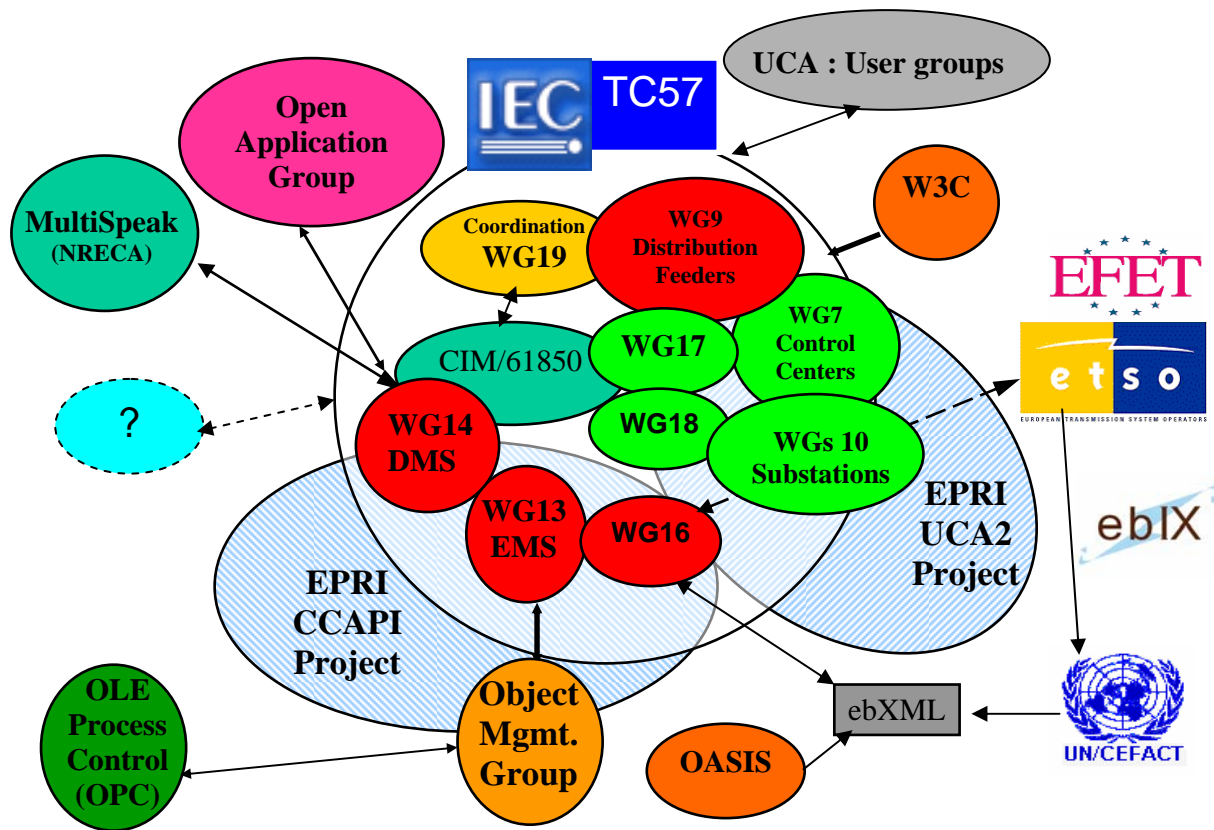 UCA : User groups
IEC
TC57
Open
Application
Group
W3C
MultiSpeak
(NRECA)
Coordination
WG19
WG9
Distribution
Feeders
EFET
WG7
Control
Centers
WG17
CIM/61850
etso
EUROPEAN TRANSMISSION SYSTEM OPERATORS
?
WG14
DMS
WG18
WGs 10
Substations
EPRI
UCA2
Project
WG13
EMS
WG16
ebIX
EPRI
CCAPI
Project
OLE
Process
Control
(OPC)
Object
Mgmt.
Group
OASIS
ebXML
UN/CEFACT